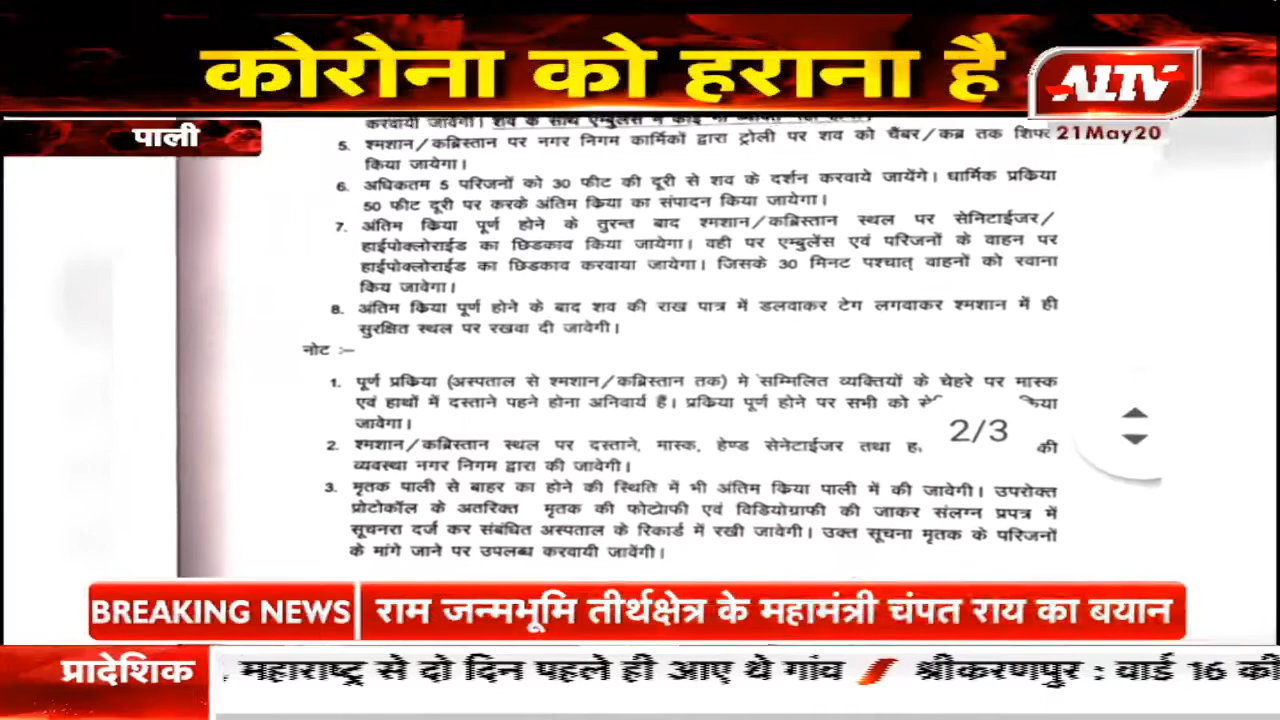 कोरोना को हराना है
ALTV
पाली
21May20
करवायी जावेगी। शव के साथ एम्बुलेंस में कोई भी
5. श्मशान/कब्रिस्तान पर नगर निगम कार्मिकों द्वारा ट्रोली पर शव को चैंबर/कब्र तक शिफ्ट
किया जायेगा।
6. अधिकतम 5 परिजनों को 30 फीट की दूरी से शव के दर्शन करवाये जायेंगे। धार्मिक प्रकिया
50 फीट दूरी पर करके अंतिम किया का संपादन किया जायेगा।
7. अंतिम किया पूर्ण होने के तुरन्त बाद श्मशान/कब्रिस्तान स्थल पर सेनिटाईजर/
हाईपोक्लोराईड का छिडकाव किया जायेगा। वही पर एम्बुलेंस एवं परिजनों के वाहन पर
हाईपोक्लोराईड का छिडकाव करवाया जायेगा। जिसके 30 मिनट पश्चात् वाहनों को रवाना
किय जावेगा।
8. अंतिम किया पूर्ण होने के बाद शव की राख पात्र में डलवाकर टेग लगवाकर श्मशान में ही
सुरक्षित स्थल पर रखवा दी जावेगी।
नोट :–
1. पूर्ण प्रकिया (अस्पताल से श्मशान/कब्रिस्तान तक) मे सम्मिलित व्यक्तियों के चेहरे पर मास्क
एवं हाथों में दस्ताने पहने होना अनिवार्य हैं। प्रकिया पूर्ण होने पर सभी को किया
जावेगा।
2. श्मशान/कब्रिस्तान स्थल पर दस्ताने, मास्क, हेण्ड सेनेटाईजर तथा की
व्यवस्था नगर निगम द्वारा की जावेगी।
2/3
3. मृतक पाली से बाहर का होने की स्थिति में भी अंतिम किया पाली में की जावेगी। उपरोक्त
प्रोटोकॉल के अतरिक्त मृतक की फोटोग्राफी एवं विडियोग्राफी की जाकर संलग्न प्रपत्र में
सूचनरा दर्ज कर संबंधित अस्पताल के रिकार्ड में रखी जावेगी। उक्त सूचना मृतक के परिजनों
के मांगे जाने पर उपलब्ध करवायी जावेंगी।
BREAKING NEWS राम जन्मभूमि तीर्थक्षेत्र के महामंत्री चंपत राय का बयान
प्रादेशिक महाराष्ट्र से दो दिन पहले ही आए थे गांव श्रीकरणपुर : वार्ड 16 की